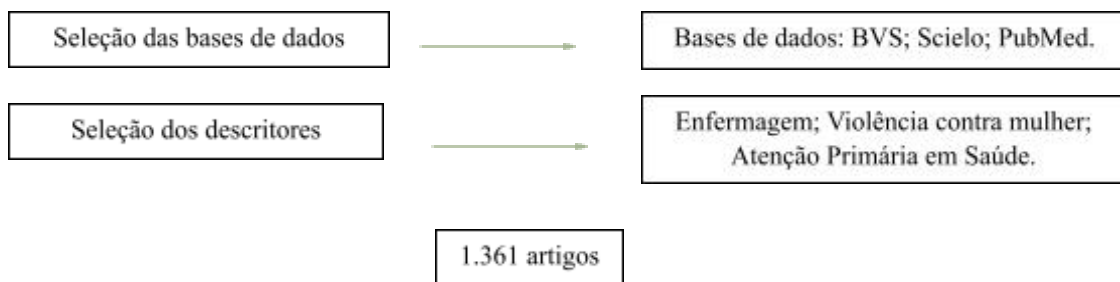 Seleção das bases de dados
Bases de dados: BVS; Scielo; PubMed.
Seleção dos descritores
Enfermagem; Violência contra mulher;
Atenção Primária em Saúde.
1.361 artigos